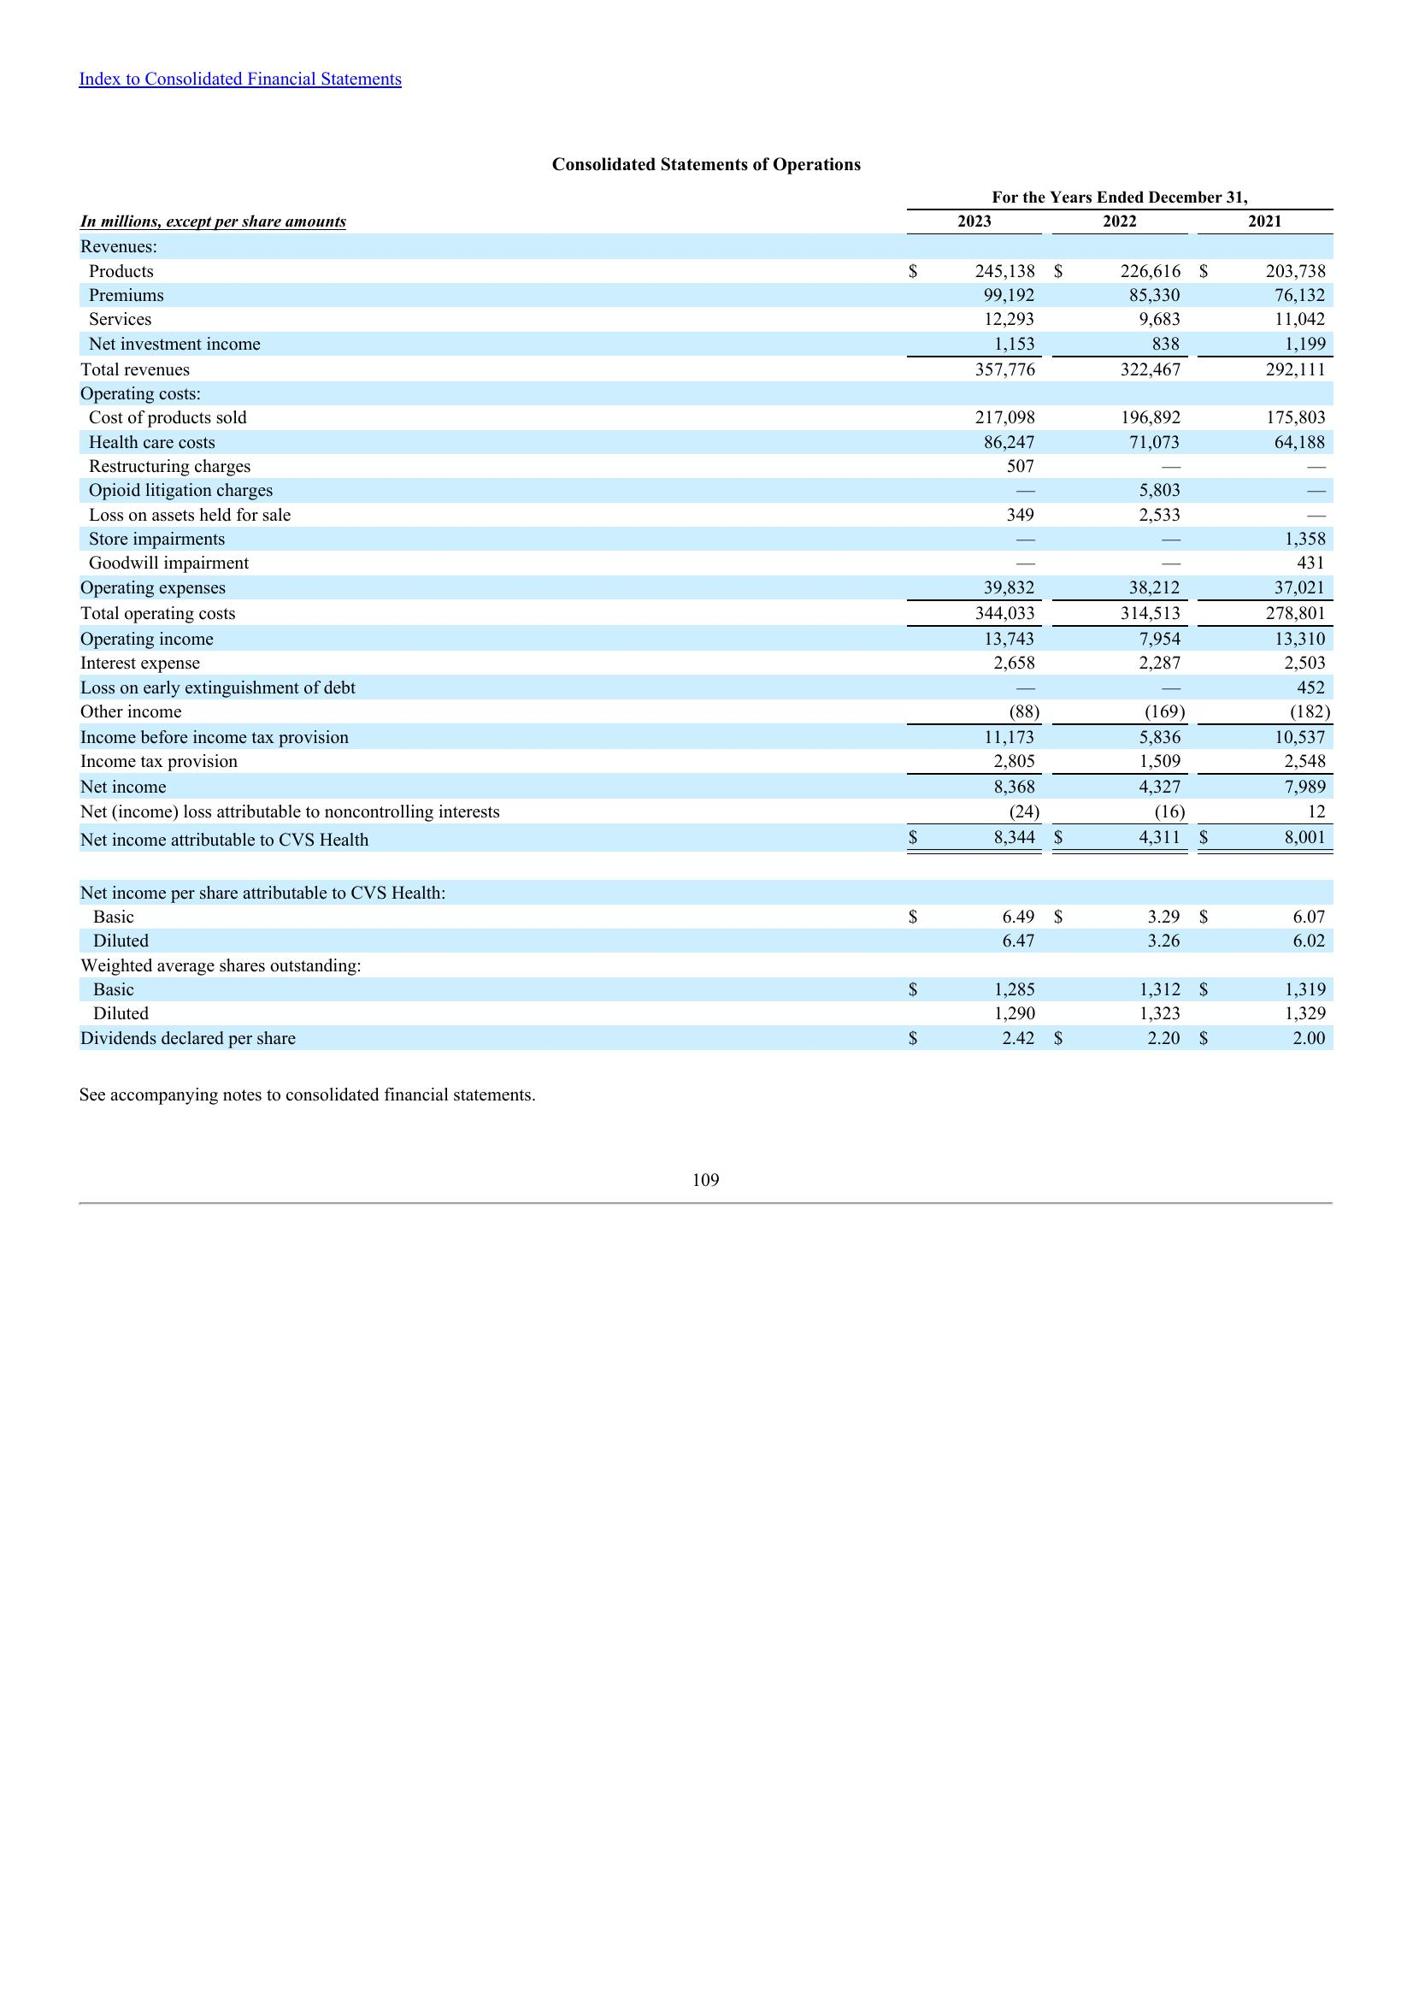 Index to Consolidated Financial Statements
Consolidated Statements of Operations
For the Years Ended December 31,
In millions, except per share amounts 2023 2022 2021
Revenues:
Products $ 245,138 $ 226,616 $ 203,738
Premiums 99,192 85,330 76,132
Services 12,293 9,683 11,042
Net investment income 1,153 838 1,199
Total revenues 357,776 322,467 292,111
Operating costs:
Cost of products sold 217,098 196,892 175,803
Health care costs 86,247 71,073 64,188
Restructuring charges 507 — —
Opioid litigation charges — 5,803 —
Loss on assets held for sale 349 2,533 —
Store impairments — — 1,358
Goodwill impairment — — 431
Operating expenses 39,832 38,212 37,021
Total operating costs 344,033 314,513 278,801
Operating income 13,743 7,954 13,310
Interest expense 2,658 2,287 2,503
Loss on early extinguishment of debt — — 452
Other income (88) (169) (182)
Income before income tax provision 11,173 5,836 10,537
Income tax provision 2,805 1,509 2,548
Net income 8,368 4,327 7,989
Net (income) loss attributable to noncontrolling interests (24) (16) 12
Net income attributable to CVS Health $ 8,344 $ 4,311 $ 8,001
Net income per share attributable to CVS Health:
Basic $ 6.49 $ 3.29 $ 6.07
Diluted 6.47 3.26 6.02
Weighted average shares outstanding:
Basic $ 1,285 1,312 $ 1,319
Diluted 1,290 1,323 1,329
Dividends declared per share $ 2.42 $ 2.20 $ 2.00
See accompanying notes to consolidated financial statements.
109